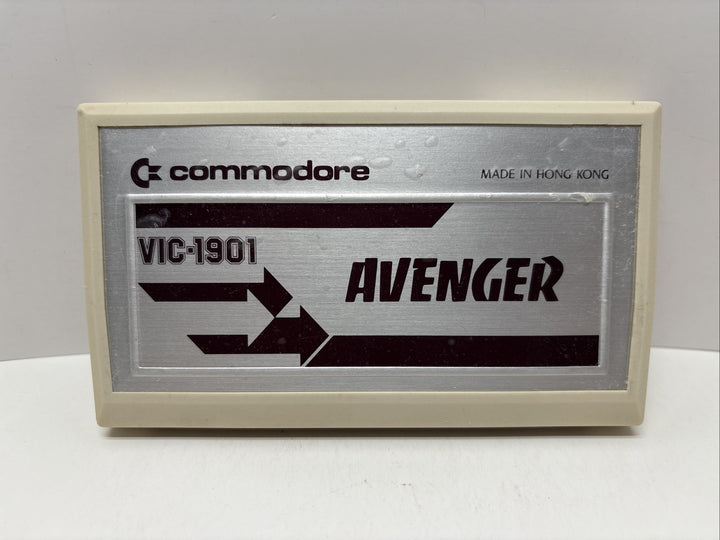 commodore
MADE IN HONG KONG
VIC-1901
AVENGER